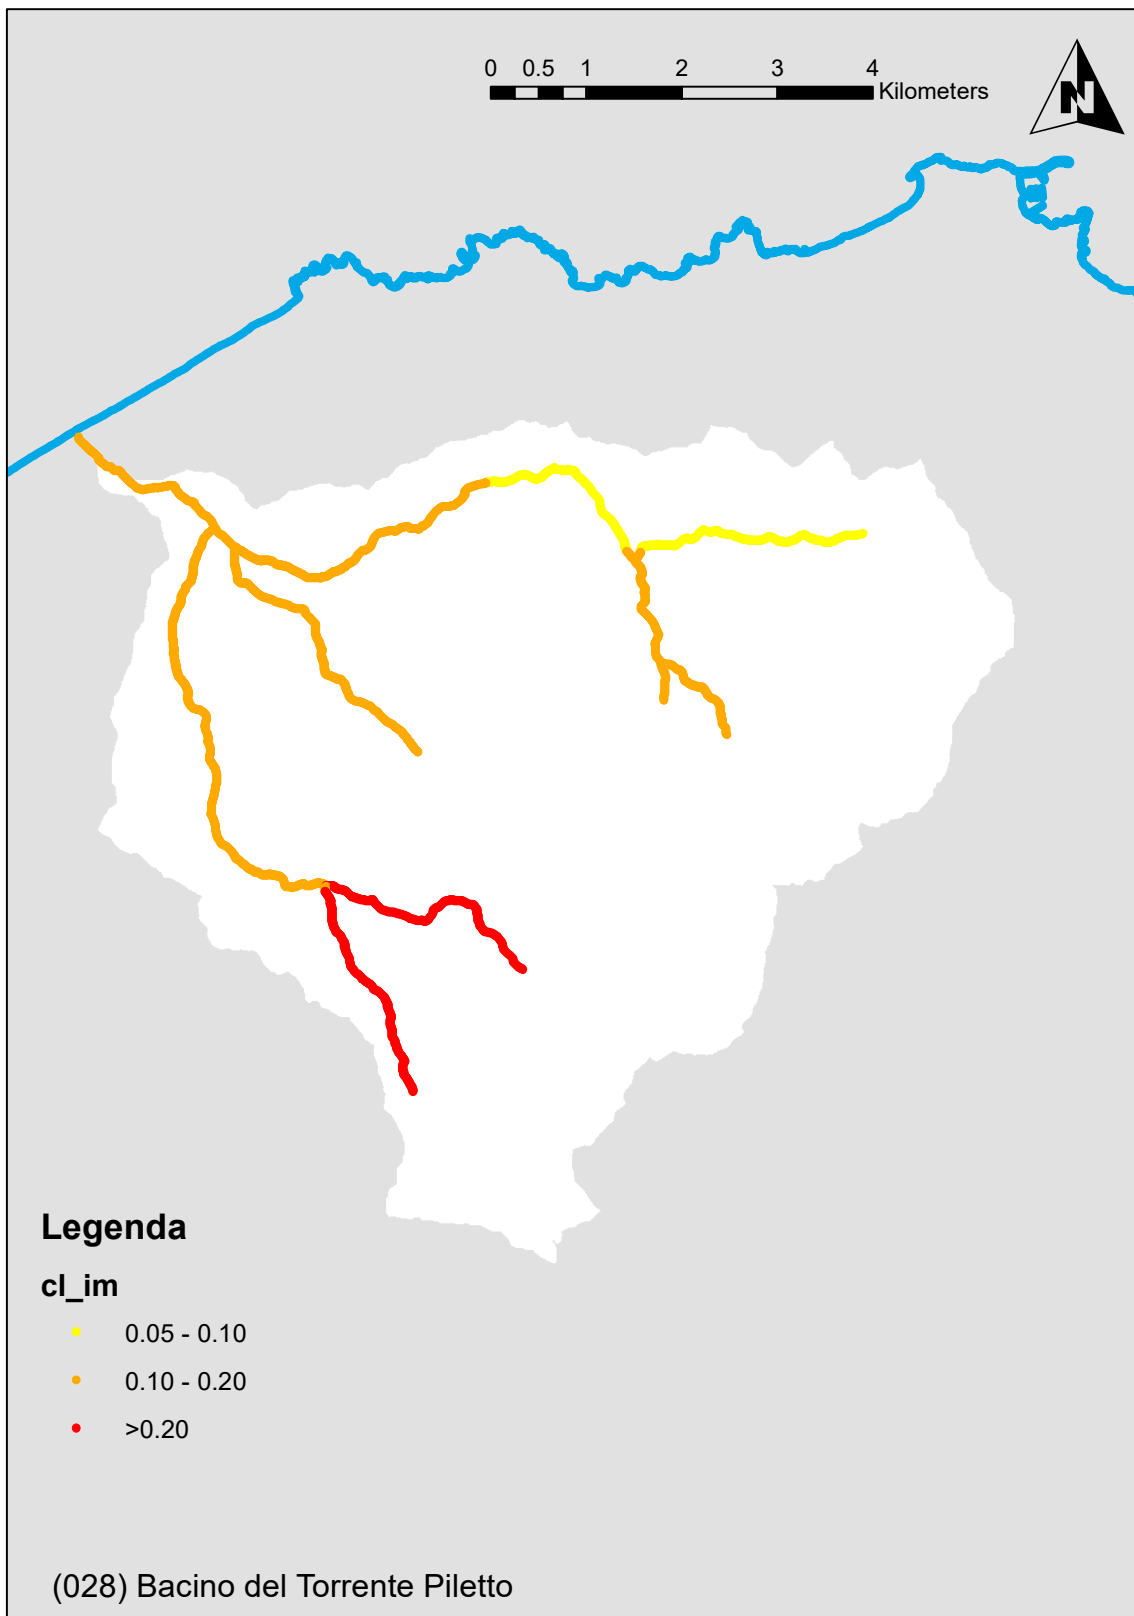 0 0.5 1 2 3 4
Kilometers
N
Legenda
cl_im
0.05 - 0.10
0.10 - 0.20
>0.20
(028) Bacino del Torrente Piletto